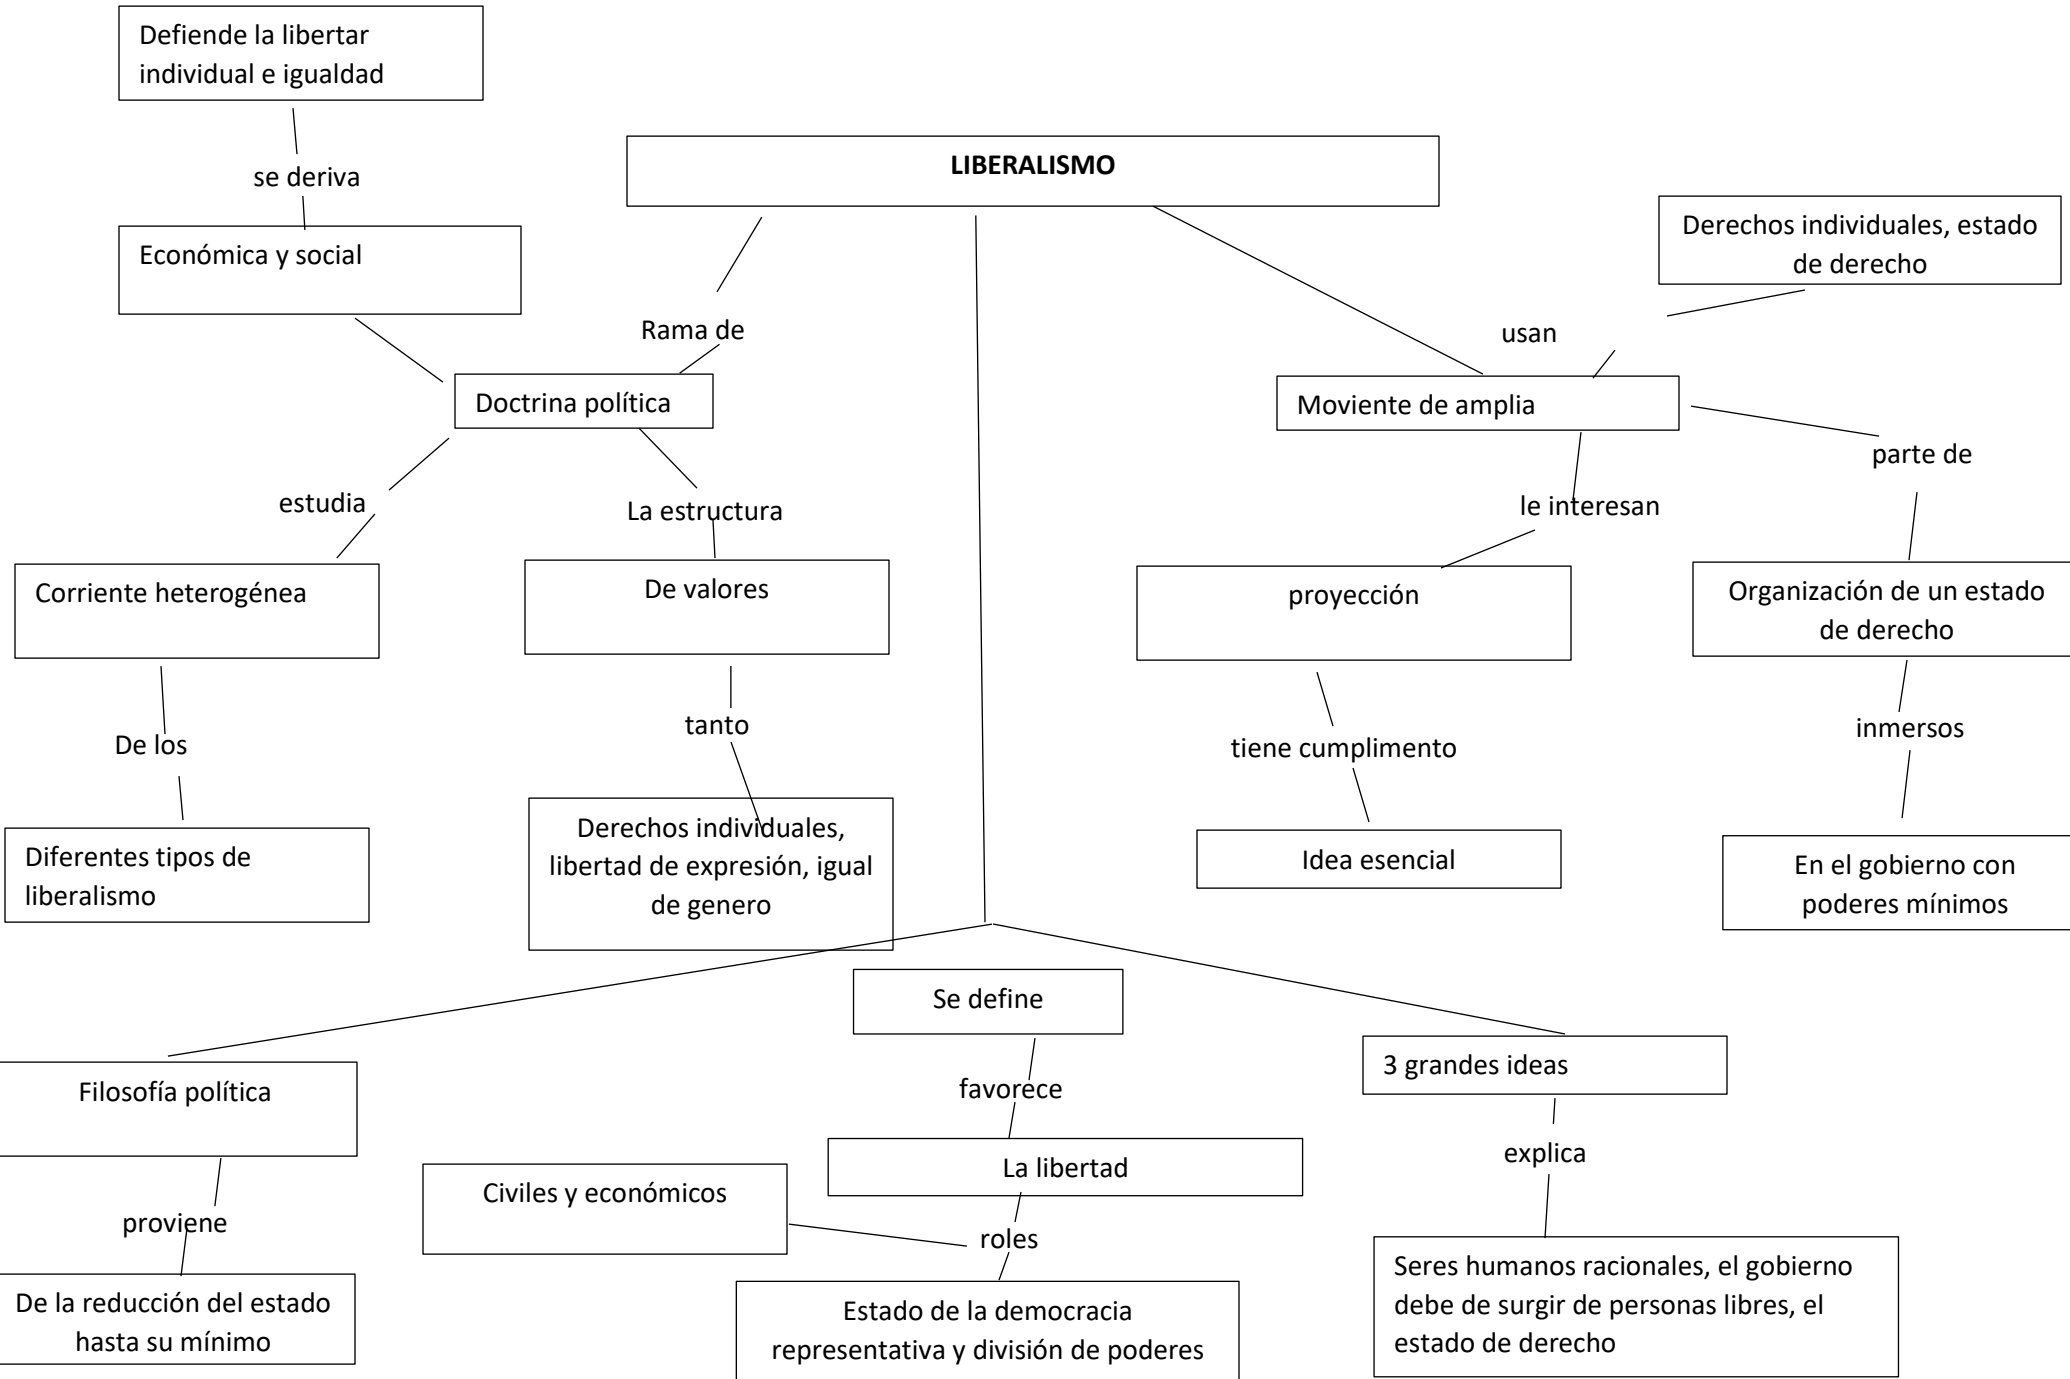 Defiende la libertar
individual e igualdad
se deriva
LIBERALISMO
Derechos individuales, estado
de derecho
Económica y social
Rama de
usan
Doctrina política
Moviente de amplia
parte de
estudia
La estructura
le interesan
Corriente heterogénea
De valores
proyección
Organización de un estado
de derecho
De los
tanto
tiene cumplimento
inmersos
Diferentes tipos de
liberalismo
Derechos individuales,
libertad de expresión, igual
de genero
Idea esencial
En el gobierno con
poderes mínimos
Se define
3 grandes ideas
Filosofía política
favorece
explica
La libertad
Civiles y económicos
proviene
roles
De la reducción del estado
hasta su mínimo
Estado de la democracia
representativa y división de poderes
Seres humanos racionales, el gobierno
debe de surgir de personas libres, el
estado de derecho